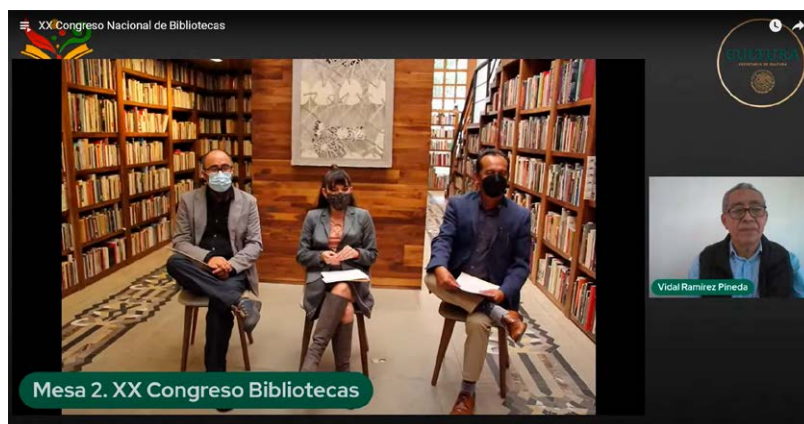 XX Congreso Nacional de Bibliotecas
CULTURA
SECRETARÍA DE CULTURA
Vidal Ramírez Pineda
Mesa 2. XX Congreso Bibliotecas